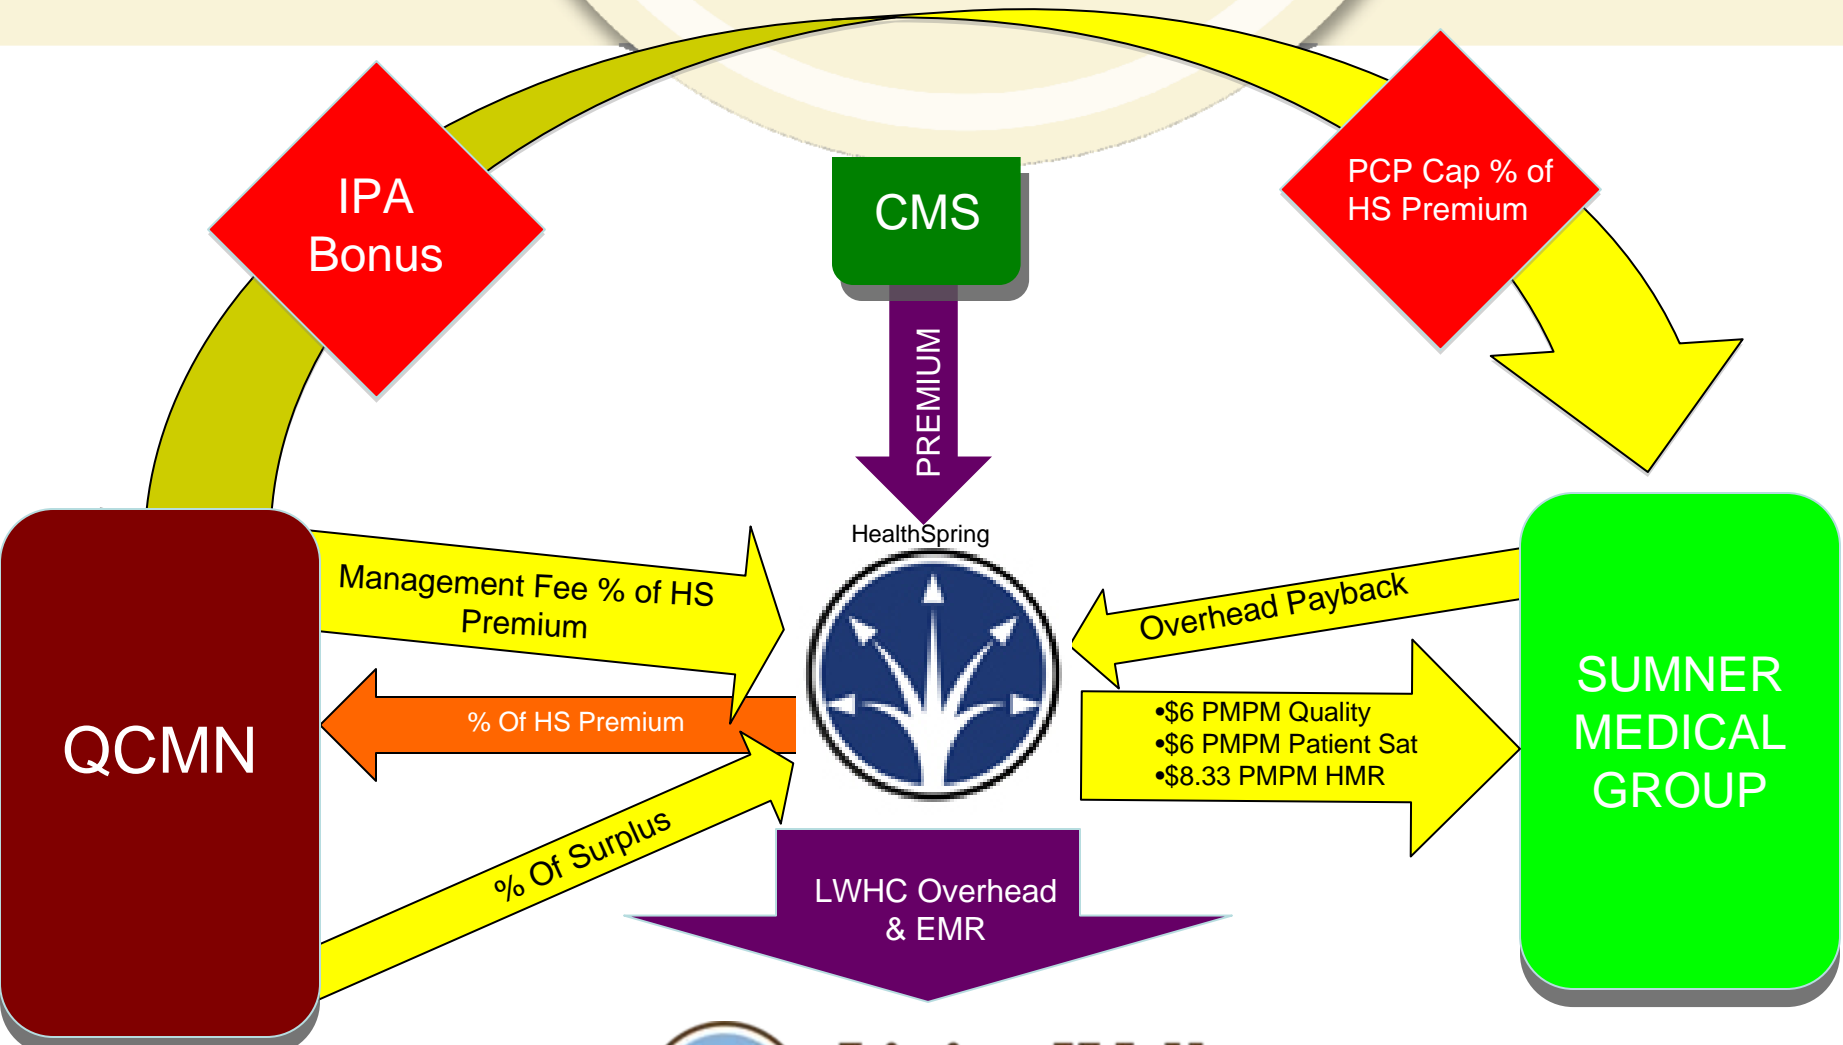 IPA
Bonus
CMS
PCP Cap % of
HS Premium
PREMIUM
HealthSpring
Management Fee % of HS
Premium
Overhead Payback
% Of HS Premium
•$6 PMPM Quality
•$6 PMPM Patient Sat
•$8.33 PMPM HMR
QCMN
SUMNER
MEDICAL
GROUP
% Of Surplus
LWHC Overhead
& EMR